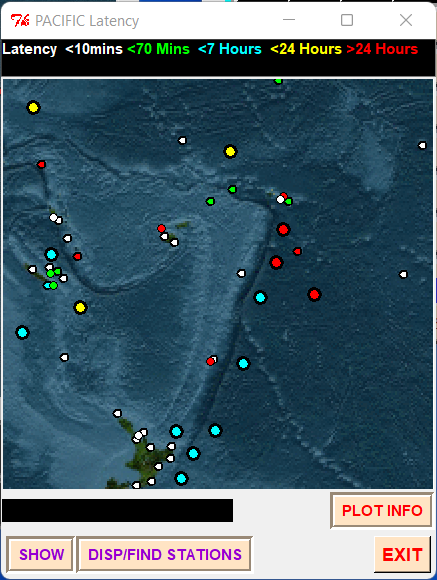 PACIFIC Latency
Latency <10mins <70 Mins <7 Hours <24 Hours >24 Hours
PLOT INFO
SHOW DISP/FIND STATIONS EXIT